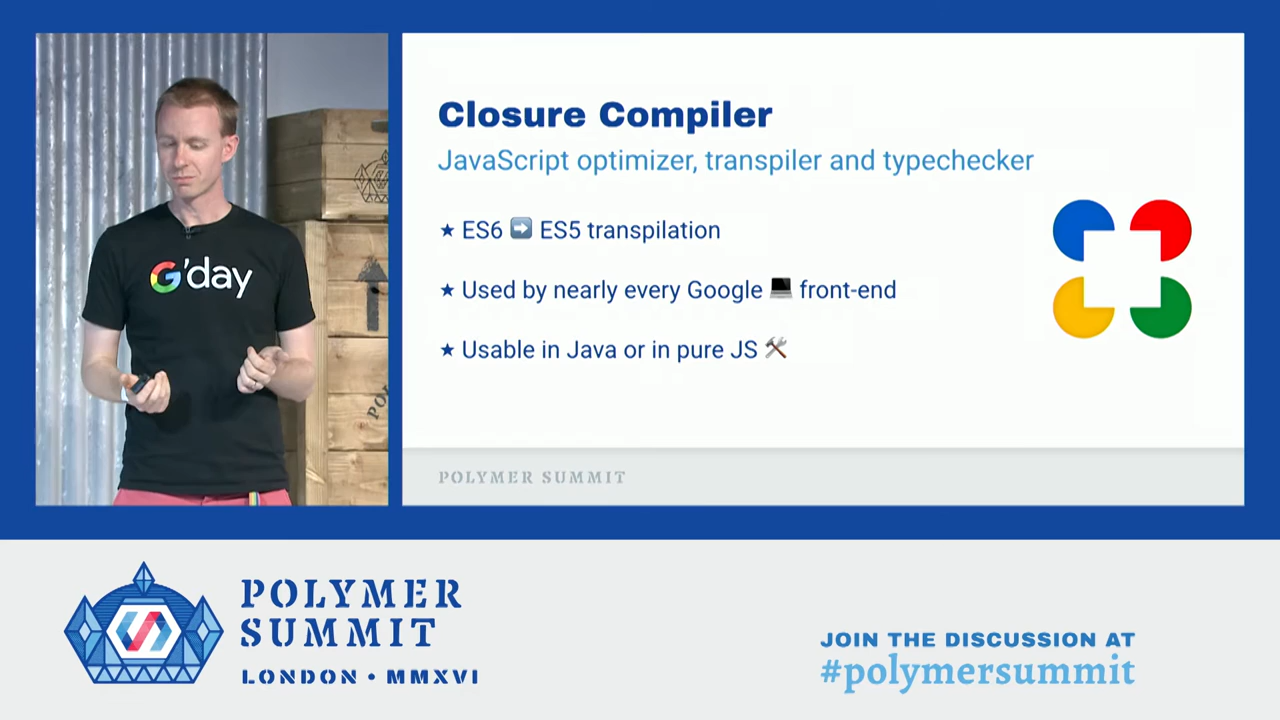 G'day
PO
Closure Compiler
JavaScript optimizer, transpiler and typechecker
★ ES6 ➡️ ES5 transpilation
★ Used by nearly every Google 💻 front-end
★ Usable in Java or in pure JS 🛠️
POLYMER SUMMIT
POLYMER
SUMMIT
LONDON • MMXVI
JOIN THE DISCUSSION AT
#polymersummit